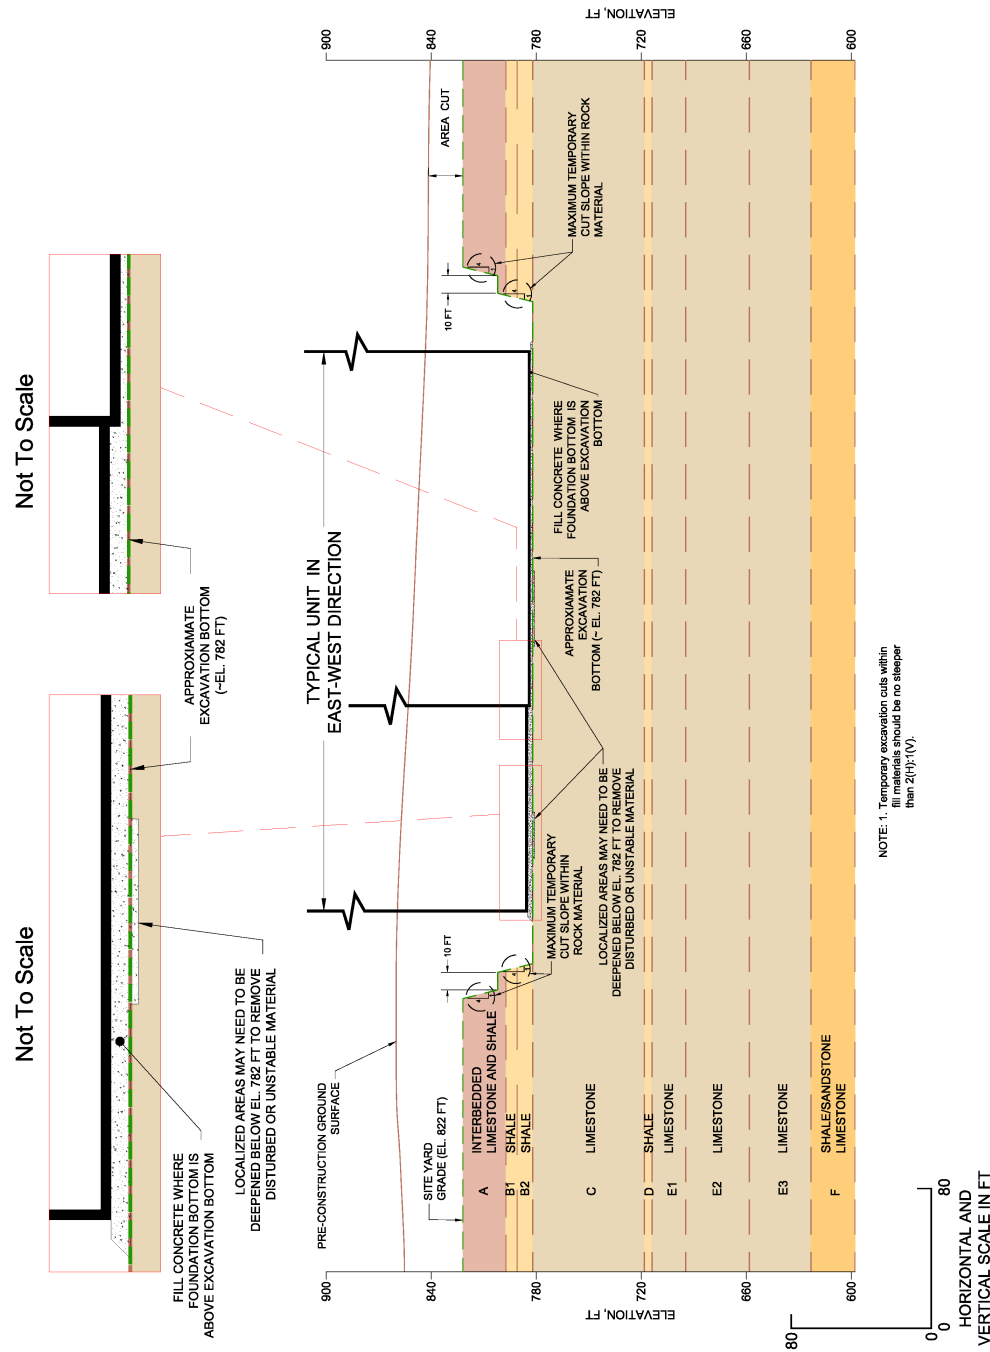 Not To Scale
Not To Scale
FILL CONCRETE WHERE
FOUNDATION BOTTOM IS
ABOVE EXCAVATION BOTTOM
LOCALIZED AREAS MAY NEED TO BE
DEEPENED BELOW EL. 782 FT TO REMOVE
DISTURBED OR UNSTABLE MATERIAL
APPROXIAMATE
EXCAVATION BOTTOM
(~EL. 782 FT)
TYPICAL UNIT IN
EAST-WEST DIRECTION
PRE-CONSTRUCTION GROUND
SURFACE
SITE YARD
GRADE (EL. 822 FT)
AREA CUT
10 FT
10 FT
MAXIMUM TEMPORARY
CUT SLOPE WITHIN
ROCK MATERIAL
LOCALIZED AREAS MAY NEED TO BE
DEEPENED BELOW EL. 782 FT TO REMOVE
DISTURBED OR UNSTABLE MATERIAL
APPROXIAMATE
EXCAVATION
BOTTOM (~ EL. 782 FT)
FILL CONCRETE WHERE
FOUNDATION BOTTOM IS
ABOVE EXCAVATION
BOTTOM
MAXIMUM TEMPORARY
CUT SLOPE WITHIN ROCK
MATERIAL
4
4
4
4
A INTERBEDDED
LIMESTONE AND SHALE
B1 SHALE
B2 SHALE
C LIMESTONE
D SHALE
E1 LIMESTONE
E2 LIMESTONE
E3 LIMESTONE
F SHALE/SANDSTONE
LIMESTONE
900
840
780
720
660
600
ELEVATION, FT
900
840
780
720
660
600
ELEVATION, FT
NOTE: 1. Temporary excavation cuts within
fill materials should be no steeper
than 2(H):1(V).
80
0
0
80
HORIZONTAL AND
VERTICAL SCALE IN FT